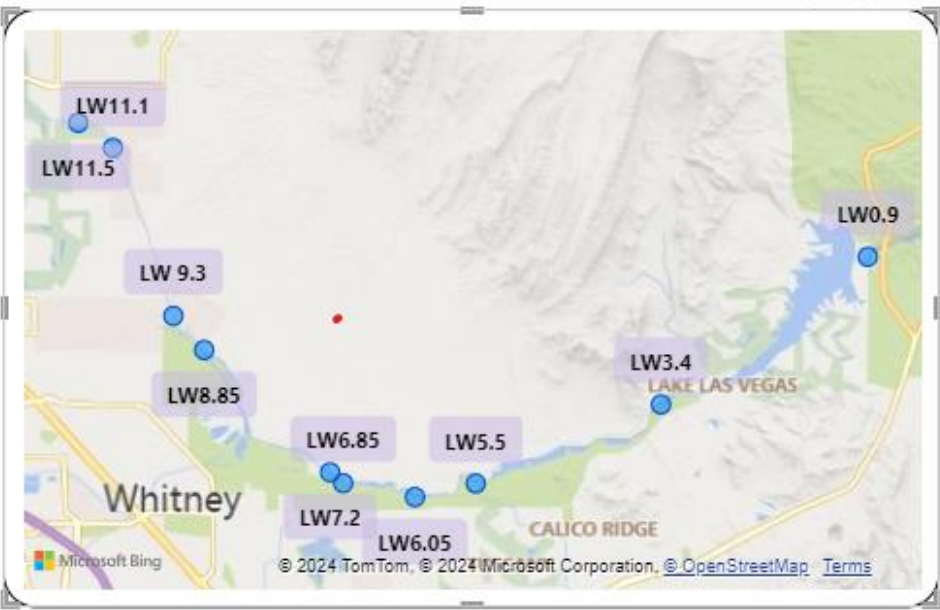 LW11.1
LW11.5
LW0.9
LW 9.3
LW3.4
LAKE LAS VEGAS
LW8.85
LW6.85
LW5.5
Whitney
LW7.2
CALICO RIDGE
LW6.05
Microsoft Bing
© 2024 TomTom, © 2024 Microsoft Corporation, © OpenStreetMap Terms